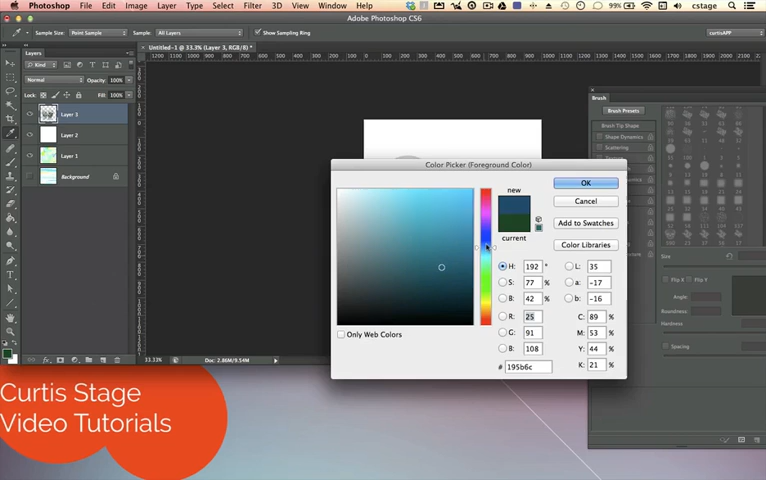 Photoshop File Edit Image Layer Type Select Filter 3D View Window Help 99% cstage
Adobe Photoshop CS6
Sample Size: Point Sample Sample: All Layers Show Sampling Ring curtisAPP
Layers
Untitled-1 @ 33.3% (Layer 3, RGB/8) *
Kind
Normal Opacity: 100%
Lock: Fill: 100%
Layer 3
Layer 2
Layer 1
Background
33.33% Doc: 2.86M/9.54M
Brush
Brush Presets
Brush Tip Shape
Shape Dynamics
Scattering
Size
Flip X Flip Y
Angle:
Roundness:
Hardness
Spacing
Color Picker (Foreground Color)
new
current
OK
Cancel
Add to Swatches
Color Libraries
H: 192 °
S: 77 %
B: 42 %
R: 25
G: 91
B: 108
L: 35
a: -17
b: -16
C: 89 %
M: 53 %
Y: 44 %
K: 21 %
# 195b6c
Only Web Colors
Curtis Stage
Video Tutorials